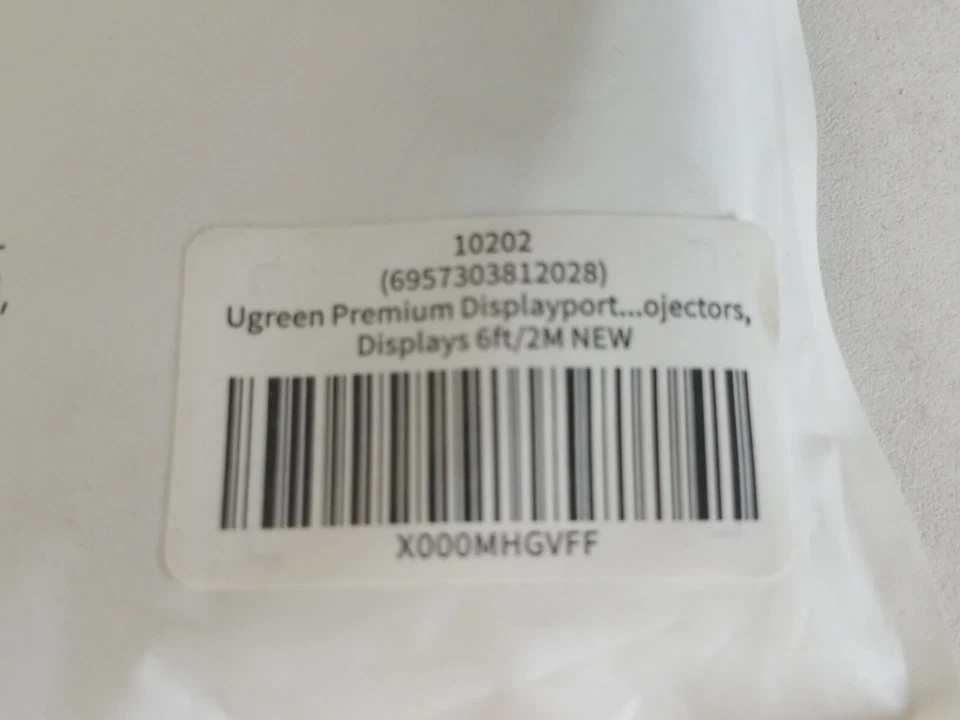 10202
(6957303812028)
Ugreen Premium Displayport...ojectors,
Displays 6ft/2M NEW
X000MHGVFF